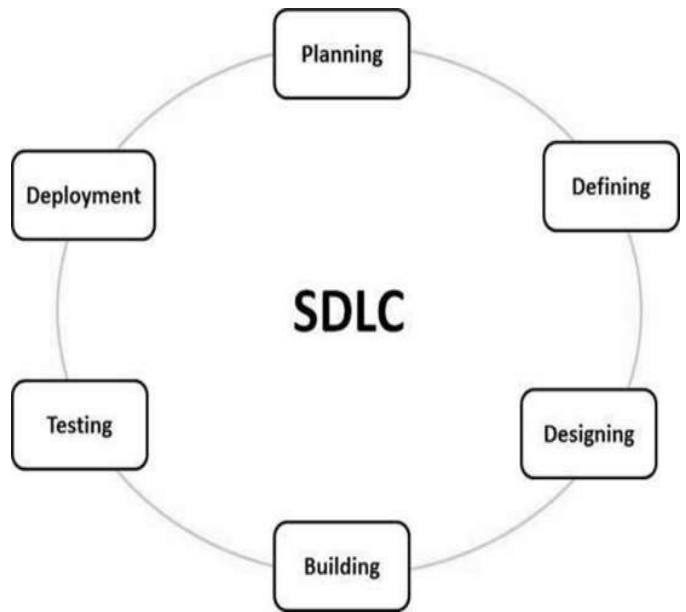 Planning
Defining
Designing
Building
Testing
Deployment
SDLC